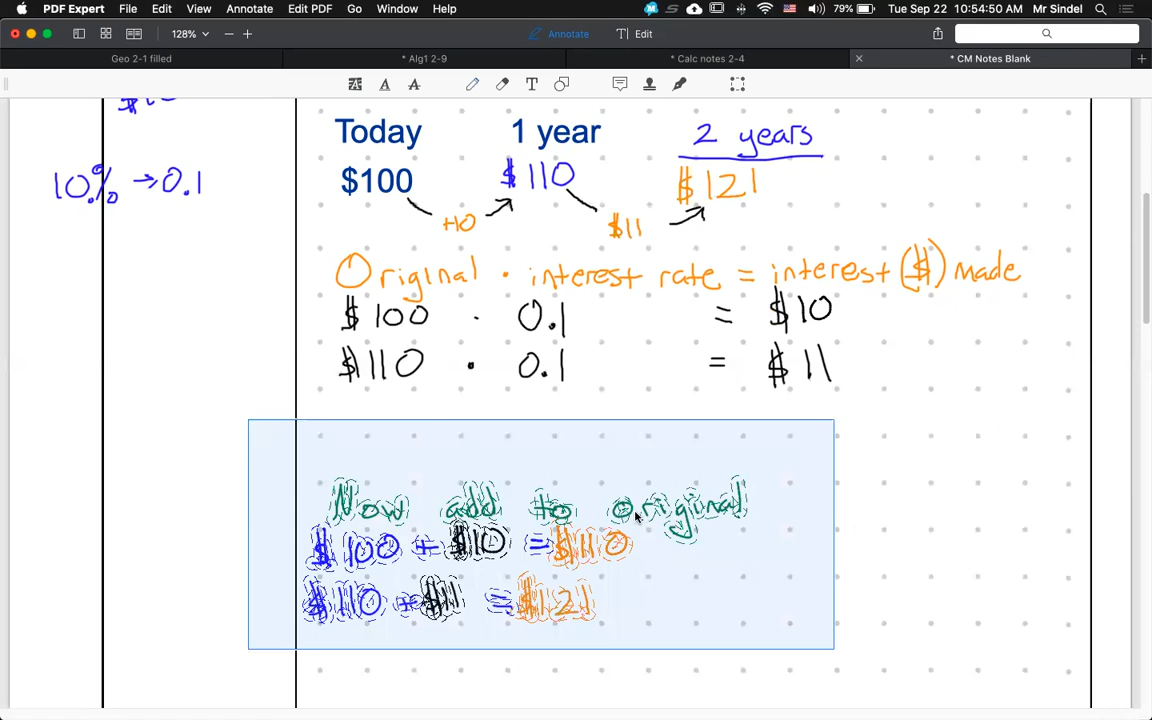 PDF Expert File Edit View Annotate Edit PDF Go Window Help 79% Tue Sep 22 10:54:50 Mr Sindel
128% Annotate Edit
Geo 2-1 filled * Alg1 2-9 * Calc notes 2-4 * CM Notes Blank
Today 1 year 2 years
$100 $110 $121
10% → 0.1
+10 $11
Original · interest rate = interest ($) made
$100 · 0.1 = $10
$110 · 0.1 = $11
Now add to original
$100 + $10 = $110
$110 + $11 = $121